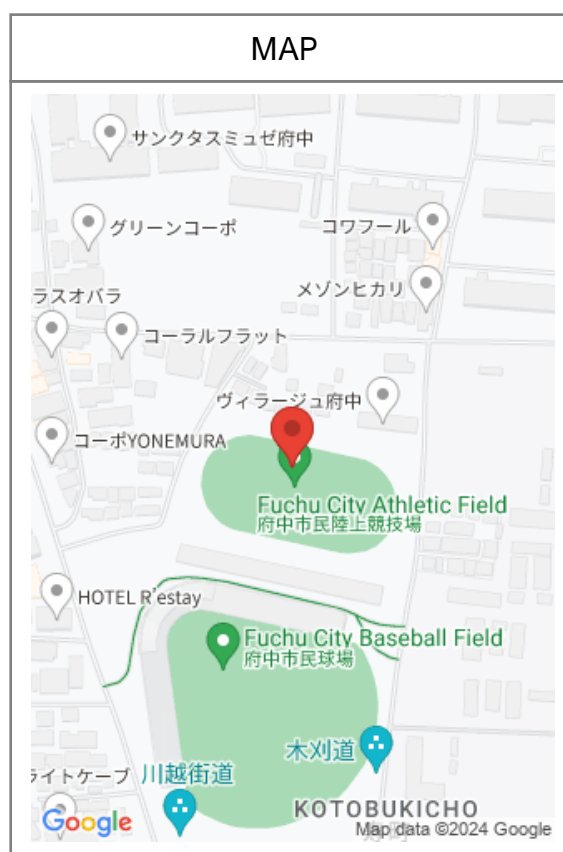 MAP
サンクタスミュゼ府中
グリーンコーポ
コワフール
メゾンヒカリ
ラスオバラ
コーラルフラット
ヴィラージュ府中
コーポYONEMURA
Fuchu City Athletic Field
府中市民陸上競技場
HOTEL R'estay
Fuchu City Baseball Field
府中市民球場
木刈道
川越街道
ライトケーブ
KOTOBUKICHO
Google
Map data ©2024 Google